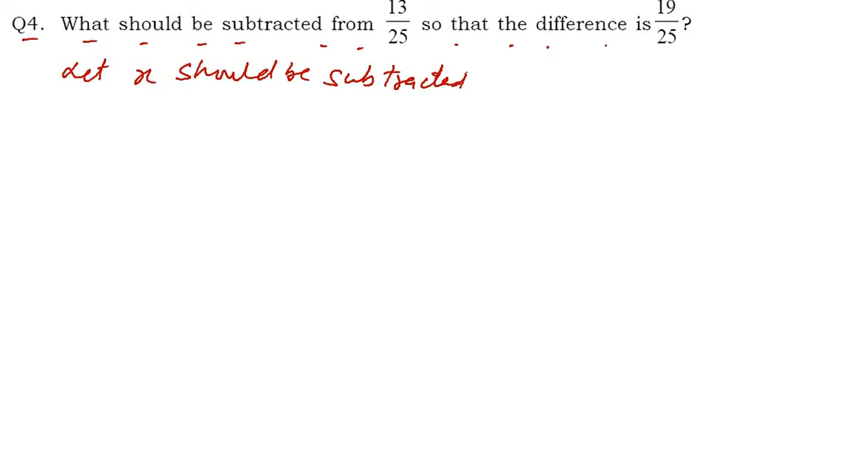 Q4. What should be subtracted from 13/25 so that the difference is 19/25?
Let x should be subtracted